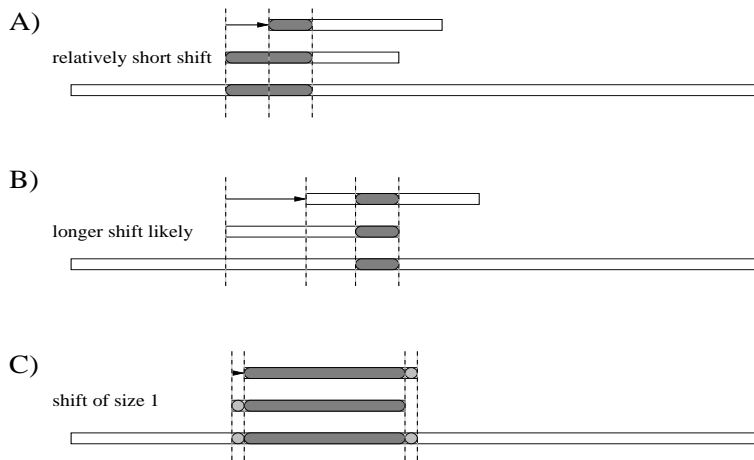 A)
relatively short shift
B)
longer shift likely
C)
shift of size 1